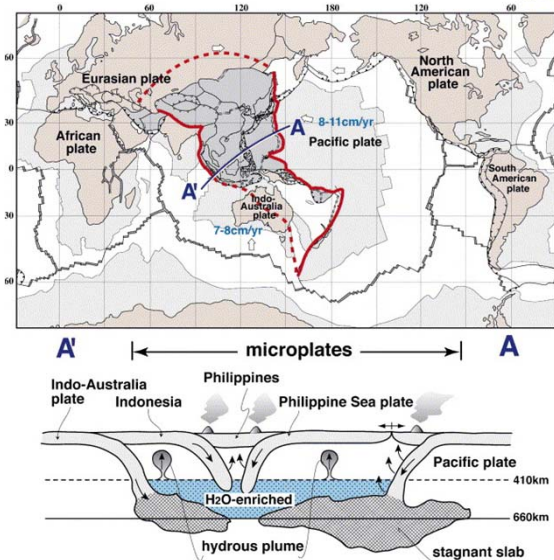 60
30
0
30
60
0
60
120
180
120
60
0
Eurasian plate
North
American
plate
African
plate
A
8-11cm/yr
Pacific plate
A'
South
American
plate
Indo-
Australia
plate
7-8cm/yr
A'
microplates
A
Indo-Australia
plate
Indonesia
Philippines
Philippine Sea plate
Pacific plate
410km
H2O-enriched
660km
hydrous plume
stagnant slab